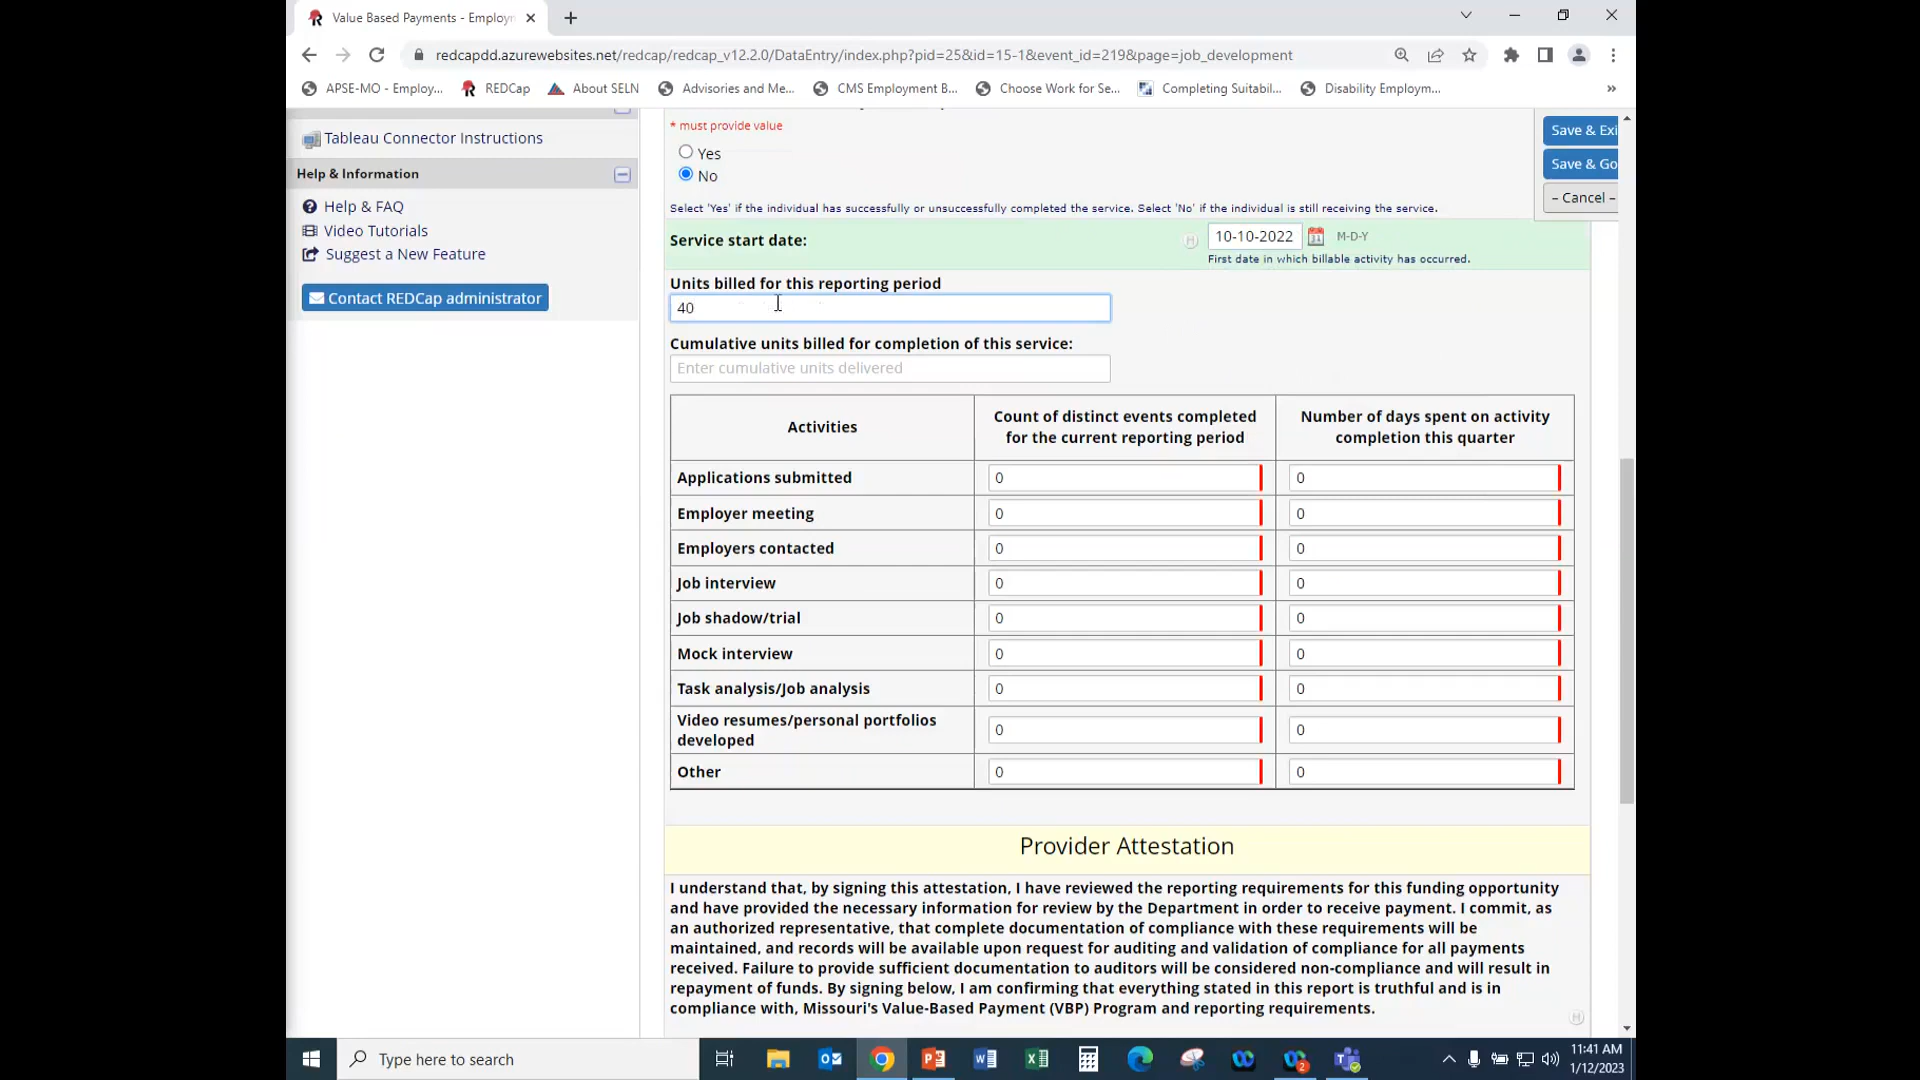 Value Based Payments - Employm
redcapdd.azurewebsites.net/redcap/redcap_v12.2.0/DataEntry/index.php?pid=25&id=15-1&event_id=219&page=job_development
APSE-MO - Employ...
REDCap
About SELN
Advisories and Me...
CMS Employment B...
Choose Work for Se...
Completing Suitabil...
Disability Employm...
»
Tableau Connector Instructions
Help & Information
Help & FAQ
Video Tutorials
Suggest a New Feature
Contact REDCap administrator
* must provide value
Yes
No
Select 'Yes' if the individual has successfully or unsuccessfully completed the service. Select 'No' if the individual is still receiving the service.
Save & Exi
Save & Go
– Cancel –
Service start date:
H
10-10-2022
M-D-Y
First date in which billable activity has occurred.
Units billed for this reporting period
40
Cumulative units billed for completion of this service:
Enter cumulative units delivered
Activities
Count of distinct events completed
for the current reporting period
Number of days spent on activity
completion this quarter
Applications submitted 0 0
Employer meeting 0 0
Employers contacted 0 0
Job interview 0 0
Job shadow/trial 0 0
Mock interview 0 0
Task analysis/Job analysis 0 0
Video resumes/personal portfolios
developed 0 0
Other 0 0
Provider Attestation
I understand that, by signing this attestation, I have reviewed the reporting requirements for this funding opportunity
and have provided the necessary information for review by the Department in order to receive payment. I commit, as
an authorized representative, that complete documentation of compliance with these requirements will be
maintained, and records will be available upon request for auditing and validation of compliance for all payments
received. Failure to provide sufficient documentation to auditors will be considered non-compliance and will result in
repayment of funds. By signing below, I am confirming that everything stated in this report is truthful and is in
compliance with, Missouri's Value-Based Payment (VBP) Program and reporting requirements.
H
Type here to search
11:41 AM
1/12/2023